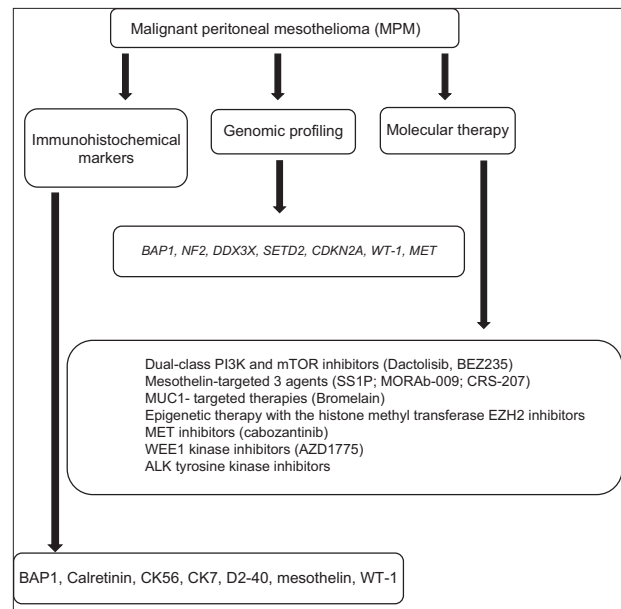 Malignant peritoneal mesothelioma (MPM)
Immunohistochemical
markers
Genomic profiling
Molecular therapy
BAP1, NF2, DDX3X, SETD2, CDKN2A, WT-1, MET
Dual-class PI3K and mTOR inhibitors (Dactolisib, BEZ235)
Mesothelin-targeted 3 agents (SS1P; MORAb-009; CRS-207)
MUC1- targeted therapies (Bromelain)
Epigenetic therapy with the histone methyl transferase EZH2 inhibitors
MET inhibitors (cabozantinib)
WEE1 kinase inhibitors (AZD1775)
ALK tyrosine kinase inhibitors
BAP1, Calretinin, CK56, CK7, D2-40, mesothelin, WT-1